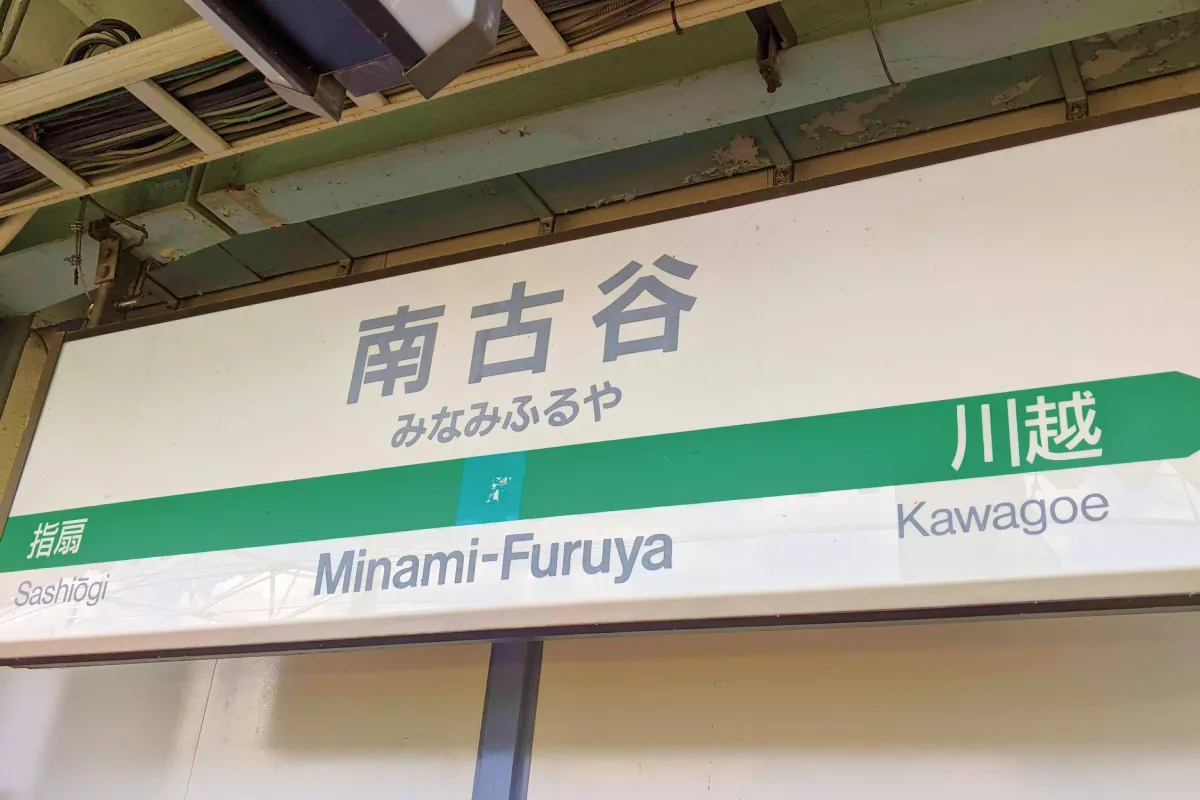 南古谷
みなみふるや
指扇
川越
Sashiōgi
Minami-Furuya
Kawagoe